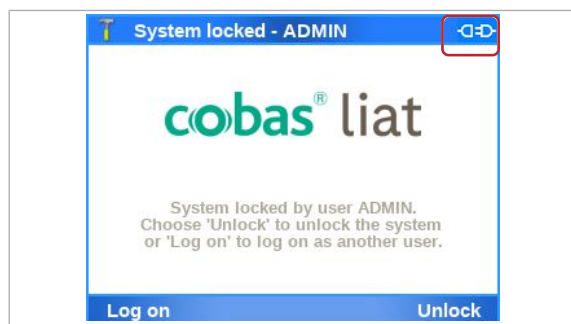 System locked - ADMIN
cobas® liat
System locked by user ADMIN.
Choose 'Unlock' to unlock the system
or 'Log on' to log on as another user.
Log on Unlock